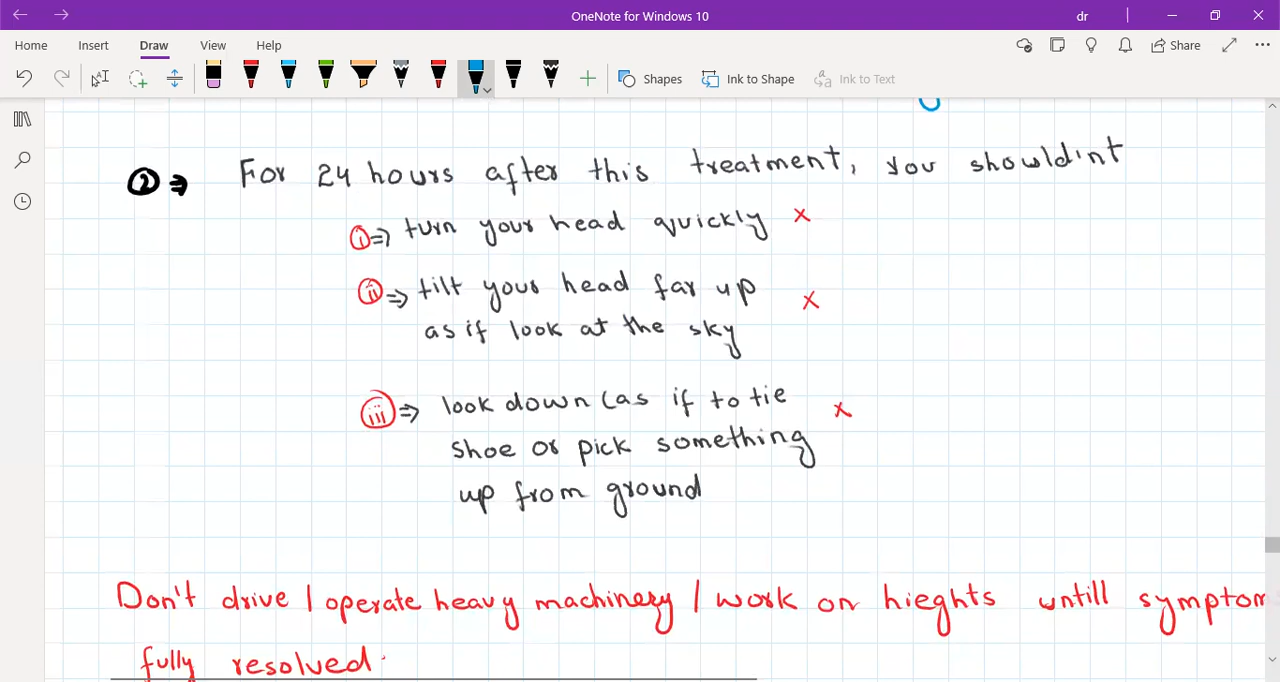 OneNote for Windows 10
dr
Home Insert Draw View Help
Share
Shapes Ink to Shape Ink to Text
② ⇒ For 24 hours after this treatment, you shouldin't
ⓘ ⇒ turn your head quickly ×
ⓘⓘ ⇒ tilt your head far up ×
as if look at the sky
ⓘⓘⓘ ⇒ look down (as if to tie ×
shoe or pick something
up from ground
Don't drive / operate heavy machinery / work on hieghts untill symptom
fully resolved.